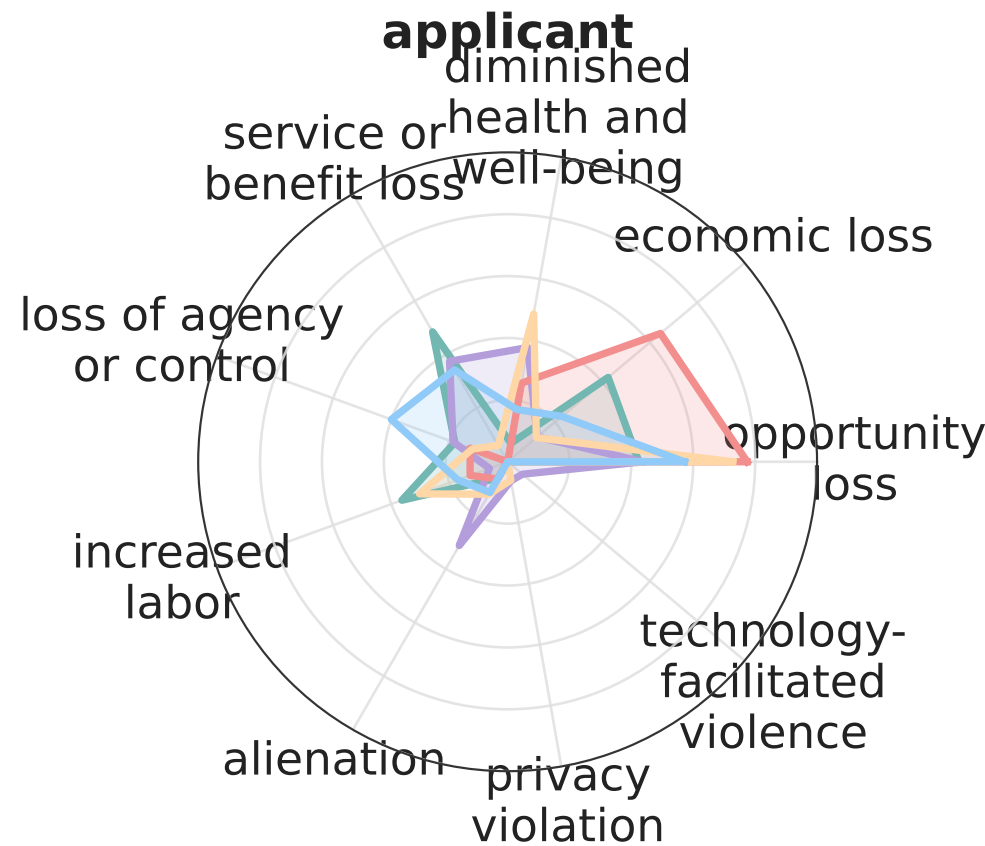 applicant
diminished
health and
well-being
service or
benefit loss
economic loss
loss of agency
or control
opportunity
loss
increased
labor
technology-
facilitated
violence
alienation
privacy
violation